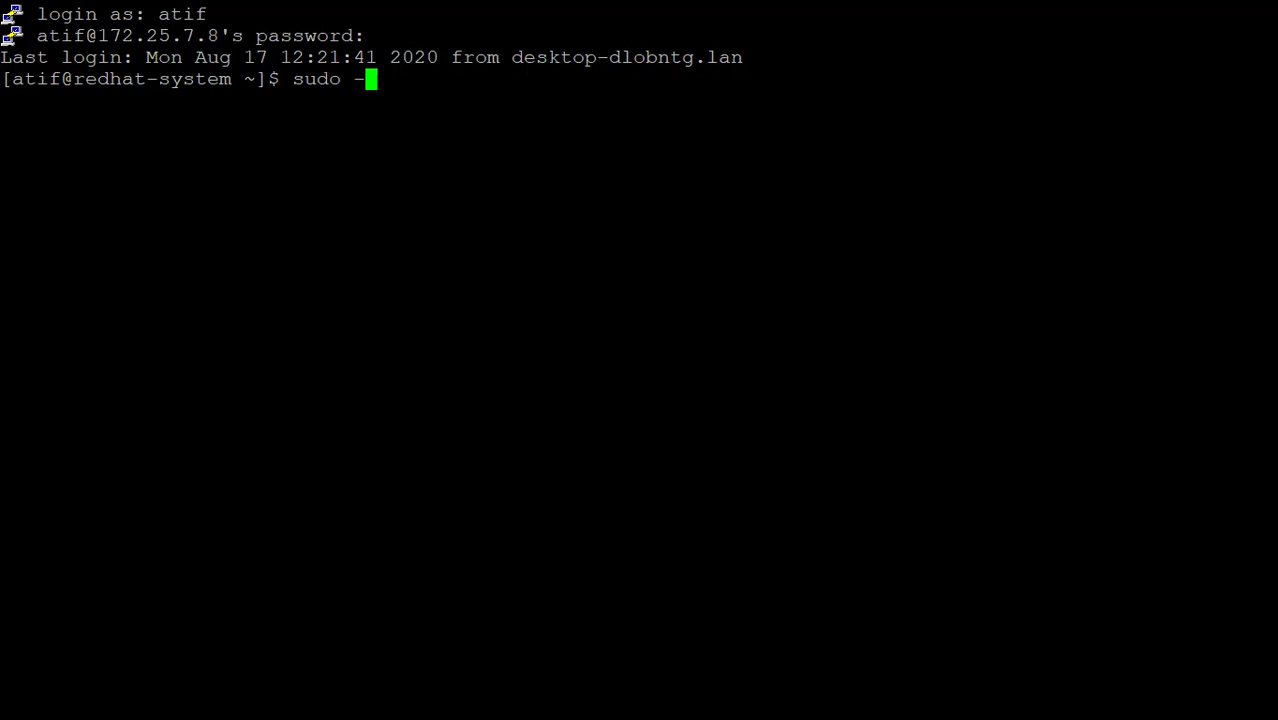 login as: atif
atif@172.25.7.8's password:
Last login: Mon Aug 17 12:21:41 2020 from desktop-dlobntg.lan
[atif@redhat-system ~]$ sudo -